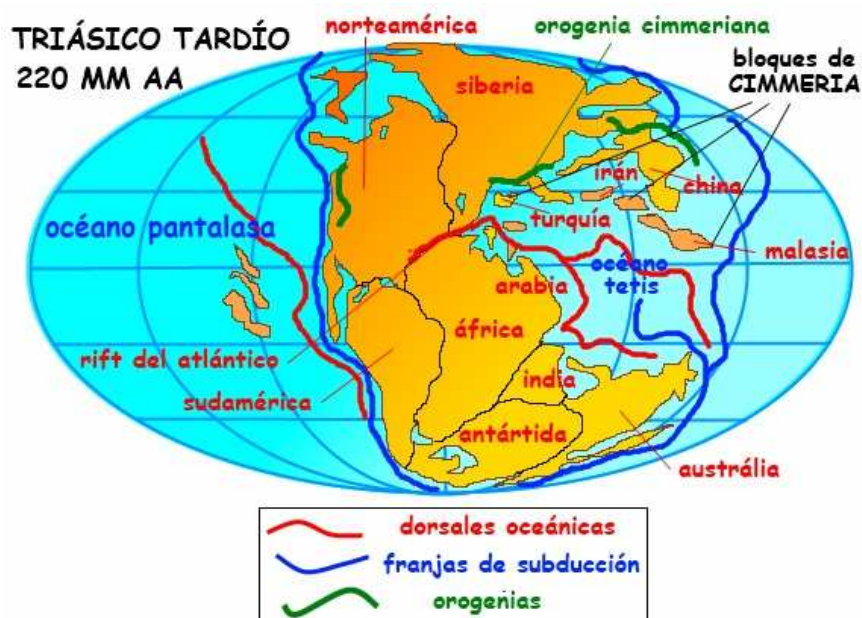 TRIÁSICO TARDÍO
220 MM AA
norteamérica
orogenia cimmeriana
bloques de
CIMMERIA
siberia
irán
china
turquía
océano pantalasa
malasia
océano
tetis
arabia
áfrica
rift del atlántico
sudamérica
india
antártida
austrália
dorsales oceánicas
franjas de subducción
orogenias